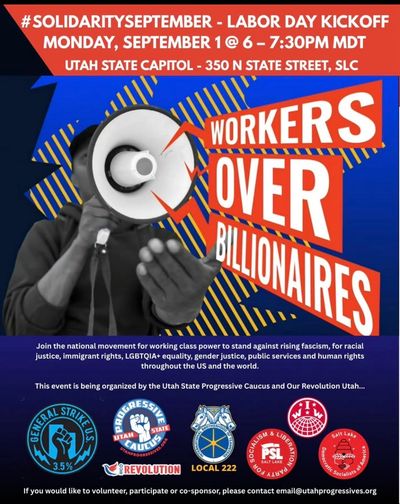 #SOLIDARITYSEPTEMBER - LABOR DAY KICKOFF
MONDAY, SEPTEMBER 1 @ 6 – 7:30PM MDT
UTAH STATE CAPITOL - 350 N STATE STREET, SLC
WORKERS
OVER
BILLIONAIRES
Join the national movement for working class power to stand against rising fascism, for racial
justice, immigrant rights, LGBTQIA+ equality, gender justice, public services and human rights
throughout the US and the world.
This event is being organized by the Utah State Progressive Caucus and Our Revolution Utah...
GENERAL STRIKE U.S.
3.5%
PROGRESSIVE
UTAH STATE
CAUCUS
REVOLUTION
LOCAL 222
PARTY FOR SOCIALISM & LIBERATION
PSL
SALT LAKE
IWW
Salt Lake
Democratic Socialists of America
If you would like to volunteer, participate or co-sponsor, please contact email@utahprogressives.org